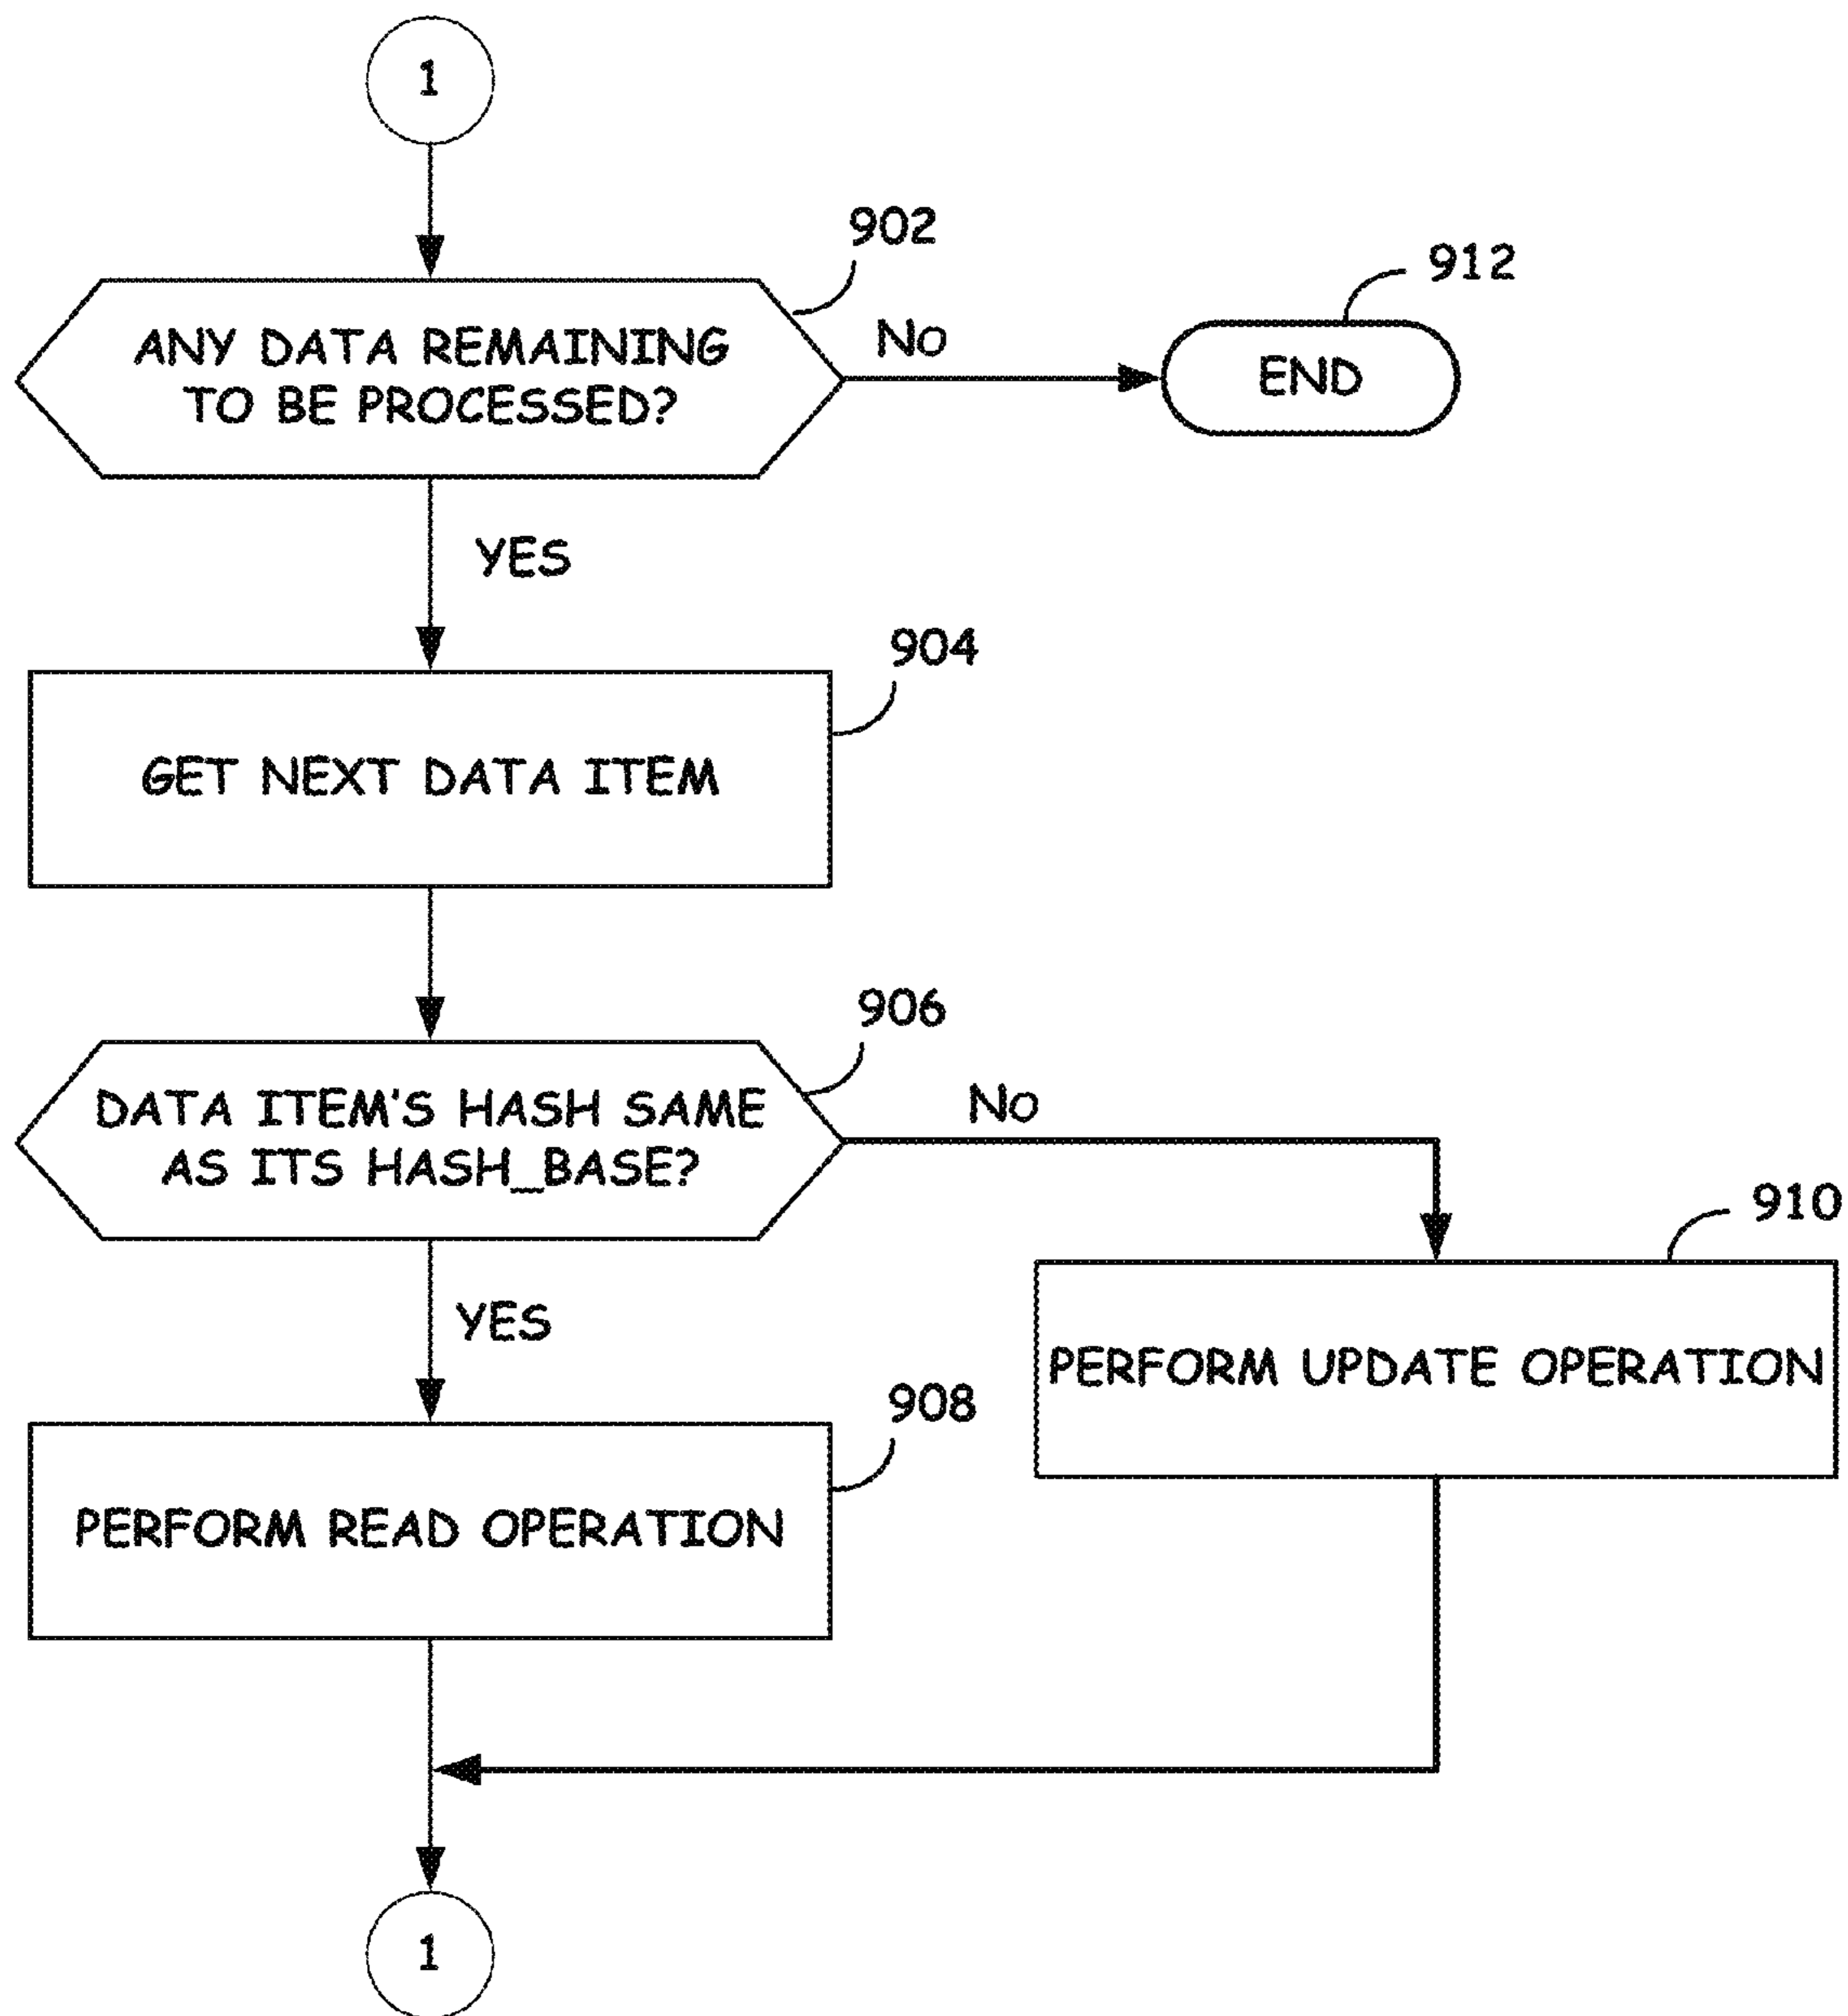 1
902
912
ANY DATA REMAINING
TO BE PROCESSED?
No
END
YES
904
GET NEXT DATA ITEM
906
DATA ITEM'S HASH SAME
AS ITS HASH_BASE?
No
910
YES
PERFORM UPDATE OPERATION
908
PERFORM READ OPERATION
1